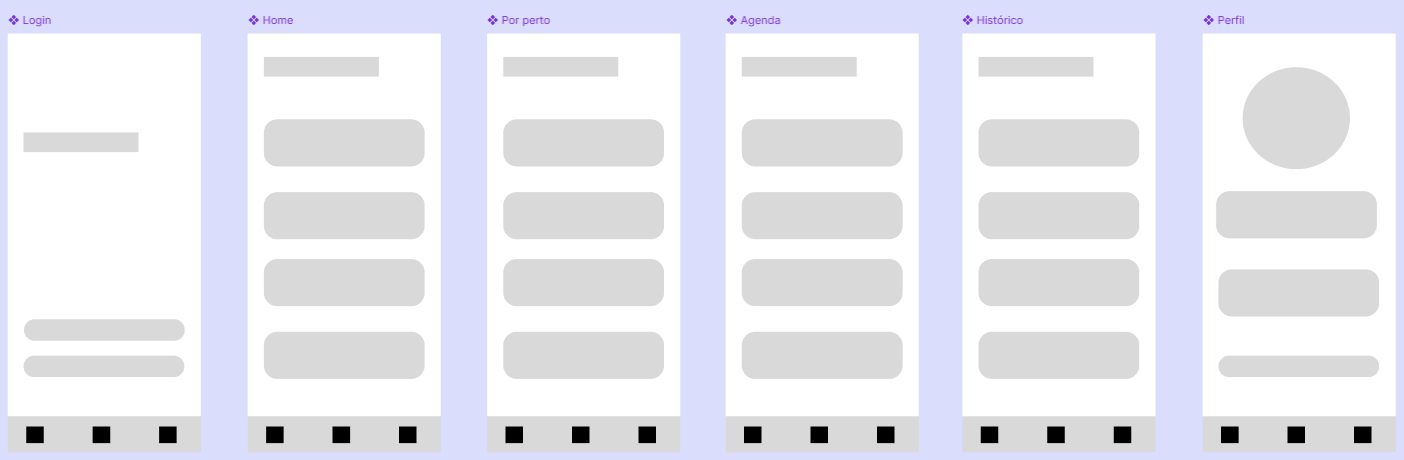 Login
Home
Por perto
Agenda
Histórico
Perfil